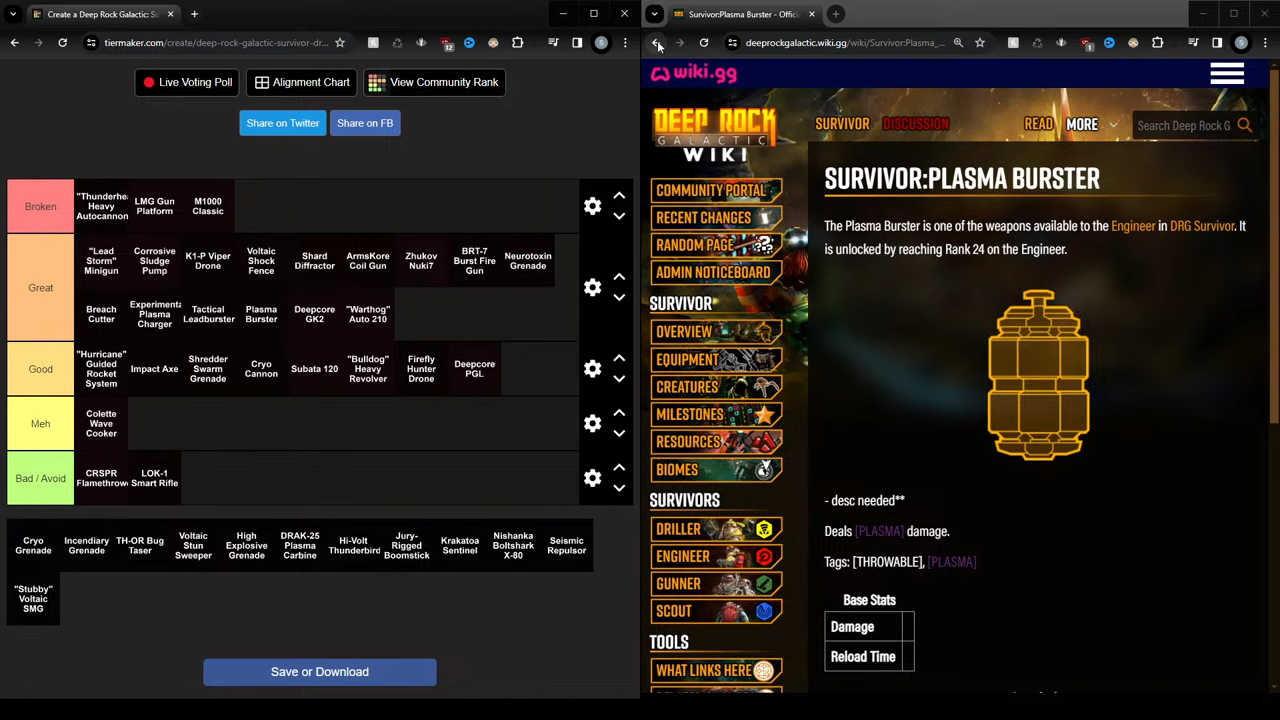 Create a Deep Rock Galactic: Su
Survivor:Plasma Burster - Offici
tiermaker.com/create/deep-rock-galactic-survivor-dr...
12
S
deeprockgalactic.wiki.gg/wiki/Survivor:Plasma_...
1
S
Live Voting Poll
Alignment Chart
View Community Rank
Share on Twitter
Share on FB
Broken
"Thunderhe
Heavy
Autocannon
LMG Gun
Platform
M1000
Classic
Great
"Lead
Storm"
Minigun
Corrosive
Sludge
Pump
K1-P Viper
Drone
Voltaic
Shock
Fence
Shard
Diffractor
ArmsKore
Coil Gun
Zhukov
Nuki7
BRT-7
Burst Fire
Gun
Neurotoxin
Grenade
Breach
Cutter
Experimenta
Plasma
Charger
Tactical
Leadburster
Plasma
Burster
Deepcore
GK2
"Warthog"
Auto 210
Good
"Hurricane"
Guided
Rocket
System
Impact Axe
Shredder
Swarm
Grenade
Cryo
Cannon
Subata 120
"Bulldog"
Heavy
Revolver
Firefly
Hunter
Drone
Deepcore
PGL
Meh
Colette
Wave
Cooker
Bad / Avoid
CRSPR
Flamethrow
LOK-1
Smart Rifle
Cryo
Grenade
Incendiary
Grenade
TH-OR Bug
Taser
Voltaic
Stun
Sweeper
High
Explosive
Grenade
DRAK-25
Plasma
Carbine
Hi-Volt
Thunderbird
Jury-
Rigged
Boomstick
Krakatoa
Sentinel
Nishanka
Boltshark
X-80
Seismic
Repulsor
"Stubby"
Voltaic
SMG
Save or Download
wiki.gg
DEEP ROCK
GALACTIC
WIKI
SURVIVOR
DISCUSSION
READ
MORE
Search Deep Rock G
COMMUNITY PORTAL
RECENT CHANGES
RANDOM PAGE
ADMIN NOTICEBOARD
SURVIVOR
OVERVIEW
EQUIPMENT
CREATURES
MILESTONES
RESOURCES
BIOMES
SURVIVORS
DRILLER
ENGINEER
GUNNER
SCOUT
TOOLS
WHAT LINKS HERE
SURVIVOR:PLASMA BURSTER
The Plasma Burster is one of the weapons available to the Engineer in DRG Survivor. It
is unlocked by reaching Rank 24 on the Engineer.
- desc needed**
Deals [PLASMA] damage.
Tags: [THROWABLE], [PLASMA]
Base Stats
Damage
Reload Time